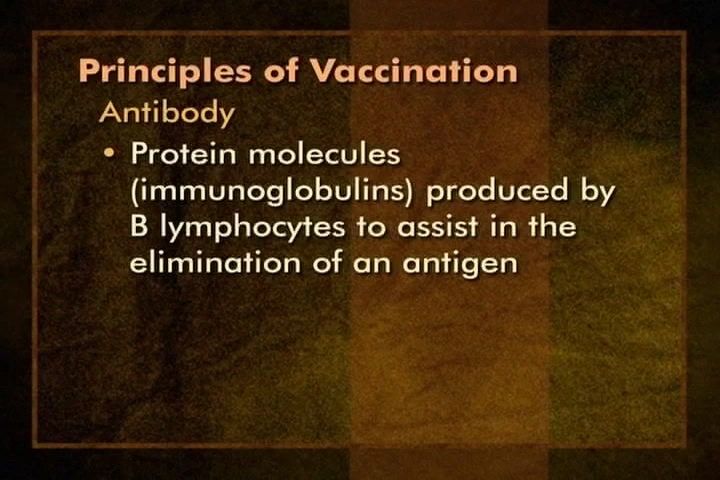 Principles of Vaccination
Antibody
• Protein molecules
(immunoglobulins) produced by
B lymphocytes to assist in the
elimination of an antigen